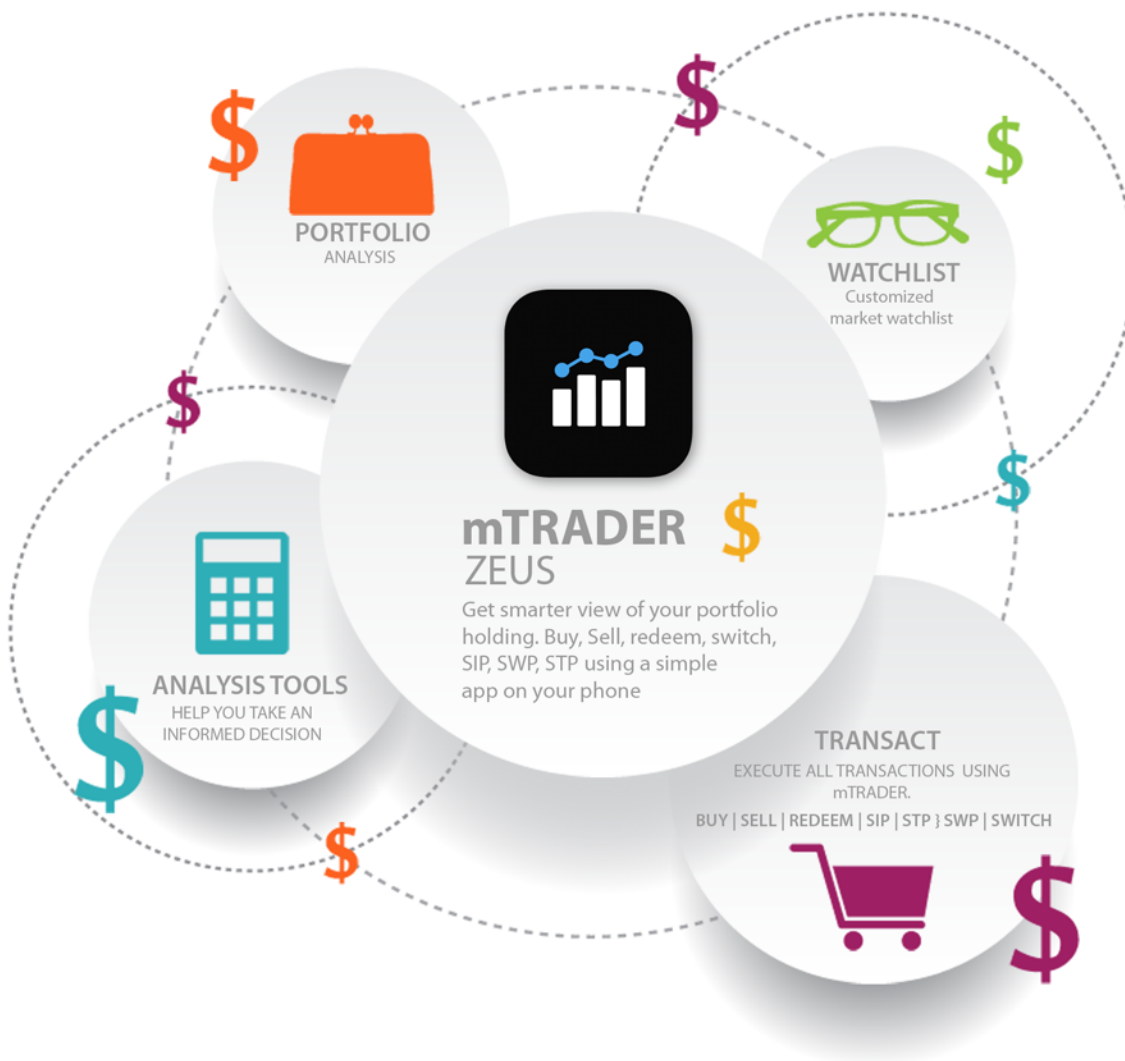 $
PORTFOLIO
ANALYSIS
$
$
WATCHLIST
Customized
market watchlist
$
$
mTRADER
$
ZEUS
Get smarter view of your portfolio
holding. Buy, Sell, redeem, switch,
SIP, SWP, STP using a simple
app on your phone
ANALYSIS TOOLS
HELP YOU TAKE AN
INFORMED DECISION
$
$
TRANSACT
EXECUTE ALL TRANSACTIONS USING
mTRADER.
BUY | SELL | REDEEM | SIP | STP } SWP | SWITCH
$